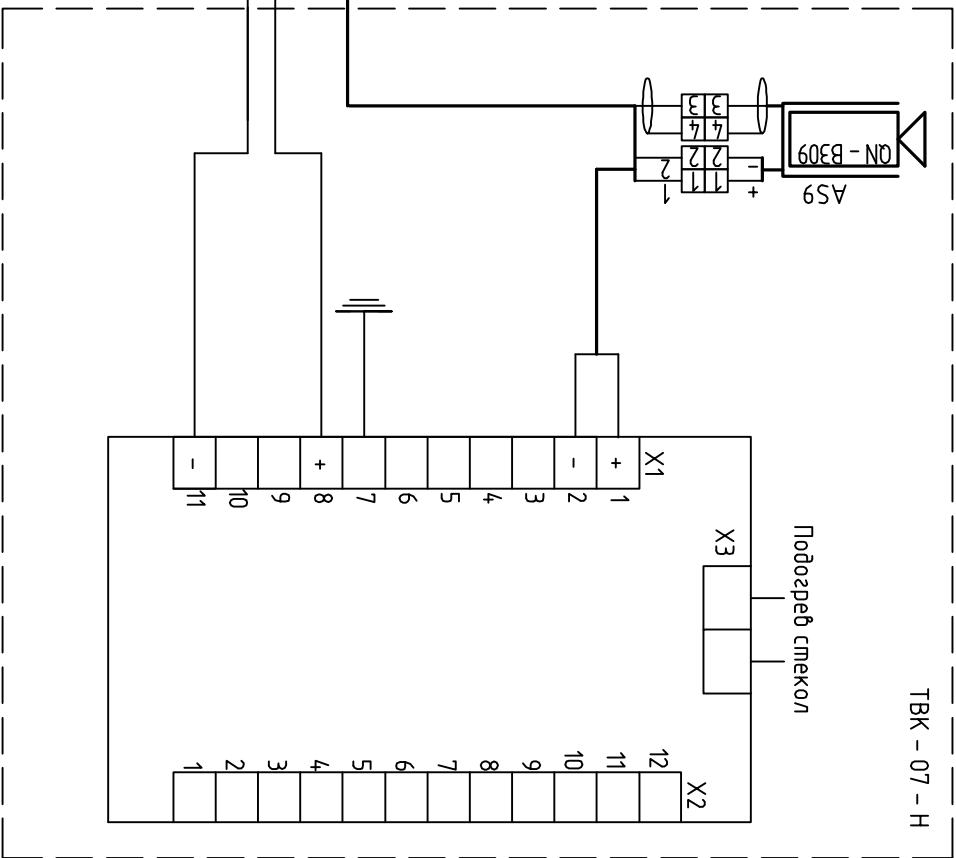 3 3
4 4
QN - B309
2 2 2 -
1 1 1 +
AS9
- + - + X1
11 10 9 8 7 6 5 4 3 2 1
X3
Подогрев стекол
ТВК - 07 - Н
1 2 3 4 5 6 7 8 9 10 11 12
X2